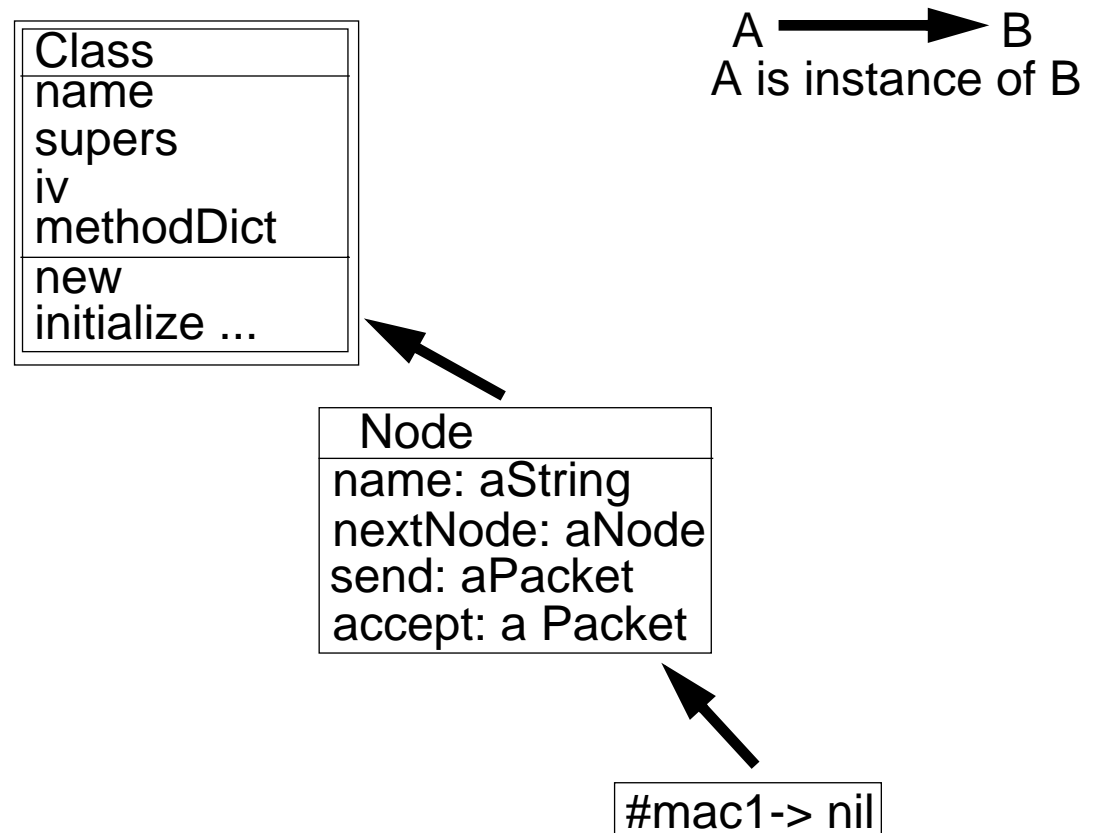 Class
name
supers
iv
methodDict
new
initialize ...
A B
A is instance of B
Node
name: aString
nextNode: aNode
send: aPacket
accept: a Packet
#mac1-> nil